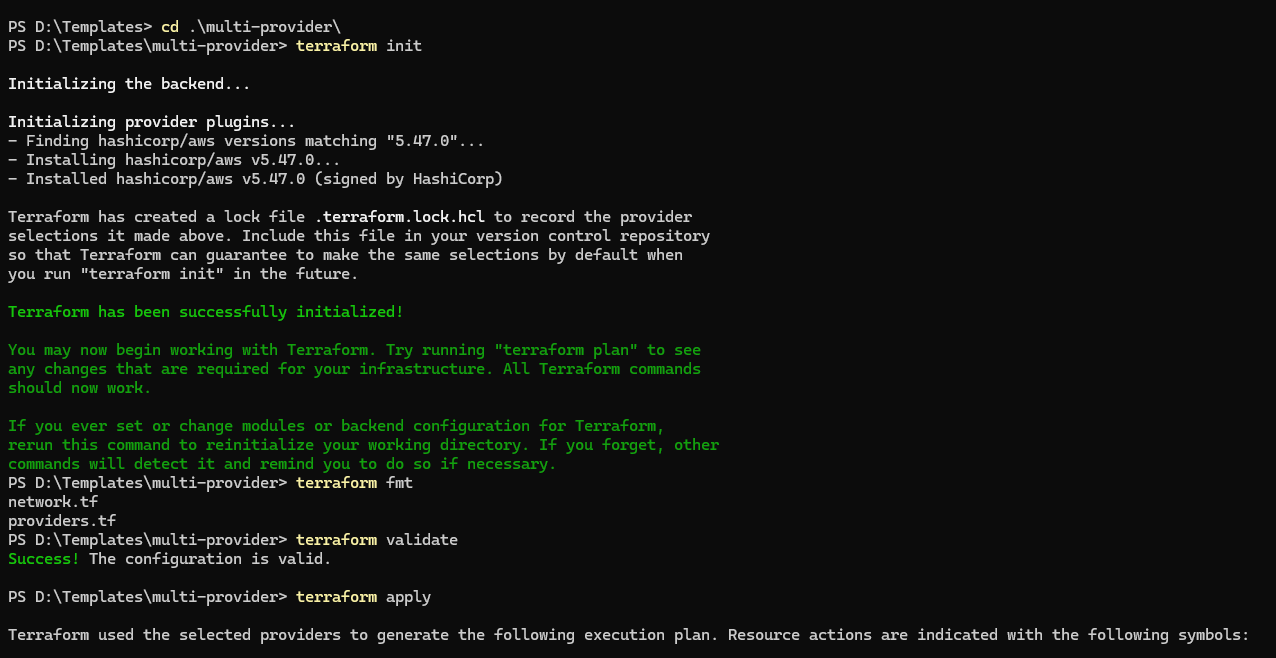 PS D:\Templates> cd .\multi-provider\
PS D:\Templates\multi-provider> terraform init
Initializing the backend...
Initializing provider plugins...
- Finding hashicorp/aws versions matching "5.47.0"...
- Installing hashicorp/aws v5.47.0...
- Installed hashicorp/aws v5.47.0 (signed by HashiCorp)
Terraform has created a lock file .terraform.lock.hcl to record the provider
selections it made above. Include this file in your version control repository
so that Terraform can guarantee to make the same selections by default when
you run "terraform init" in the future.
Terraform has been successfully initialized!
You may now begin working with Terraform. Try running "terraform plan" to see
any changes that are required for your infrastructure. All Terraform commands
should now work.
If you ever set or change modules or backend configuration for Terraform,
rerun this command to reinitialize your working directory. If you forget, other
commands will detect it and remind you to do so if necessary.
PS D:\Templates\multi-provider> terraform fmt
network.tf
providers.tf
PS D:\Templates\multi-provider> terraform validate
Success! The configuration is valid.
PS D:\Templates\multi-provider> terraform apply
Terraform used the selected providers to generate the following execution plan. Resource actions are indicated with the following symbols: